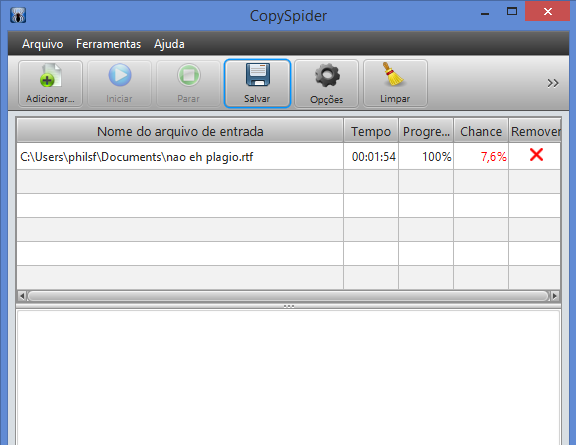 CopySpider
Arquivo Ferramentas Ajuda
Adicionar... Iniciar Parar Salvar Opções Limpar
Nome do arquivo de entrada Tempo Progre... Chance Remover
C:\Users\philsf\Documents\nao eh plagio.rtf 00:01:54 100% 7,6%